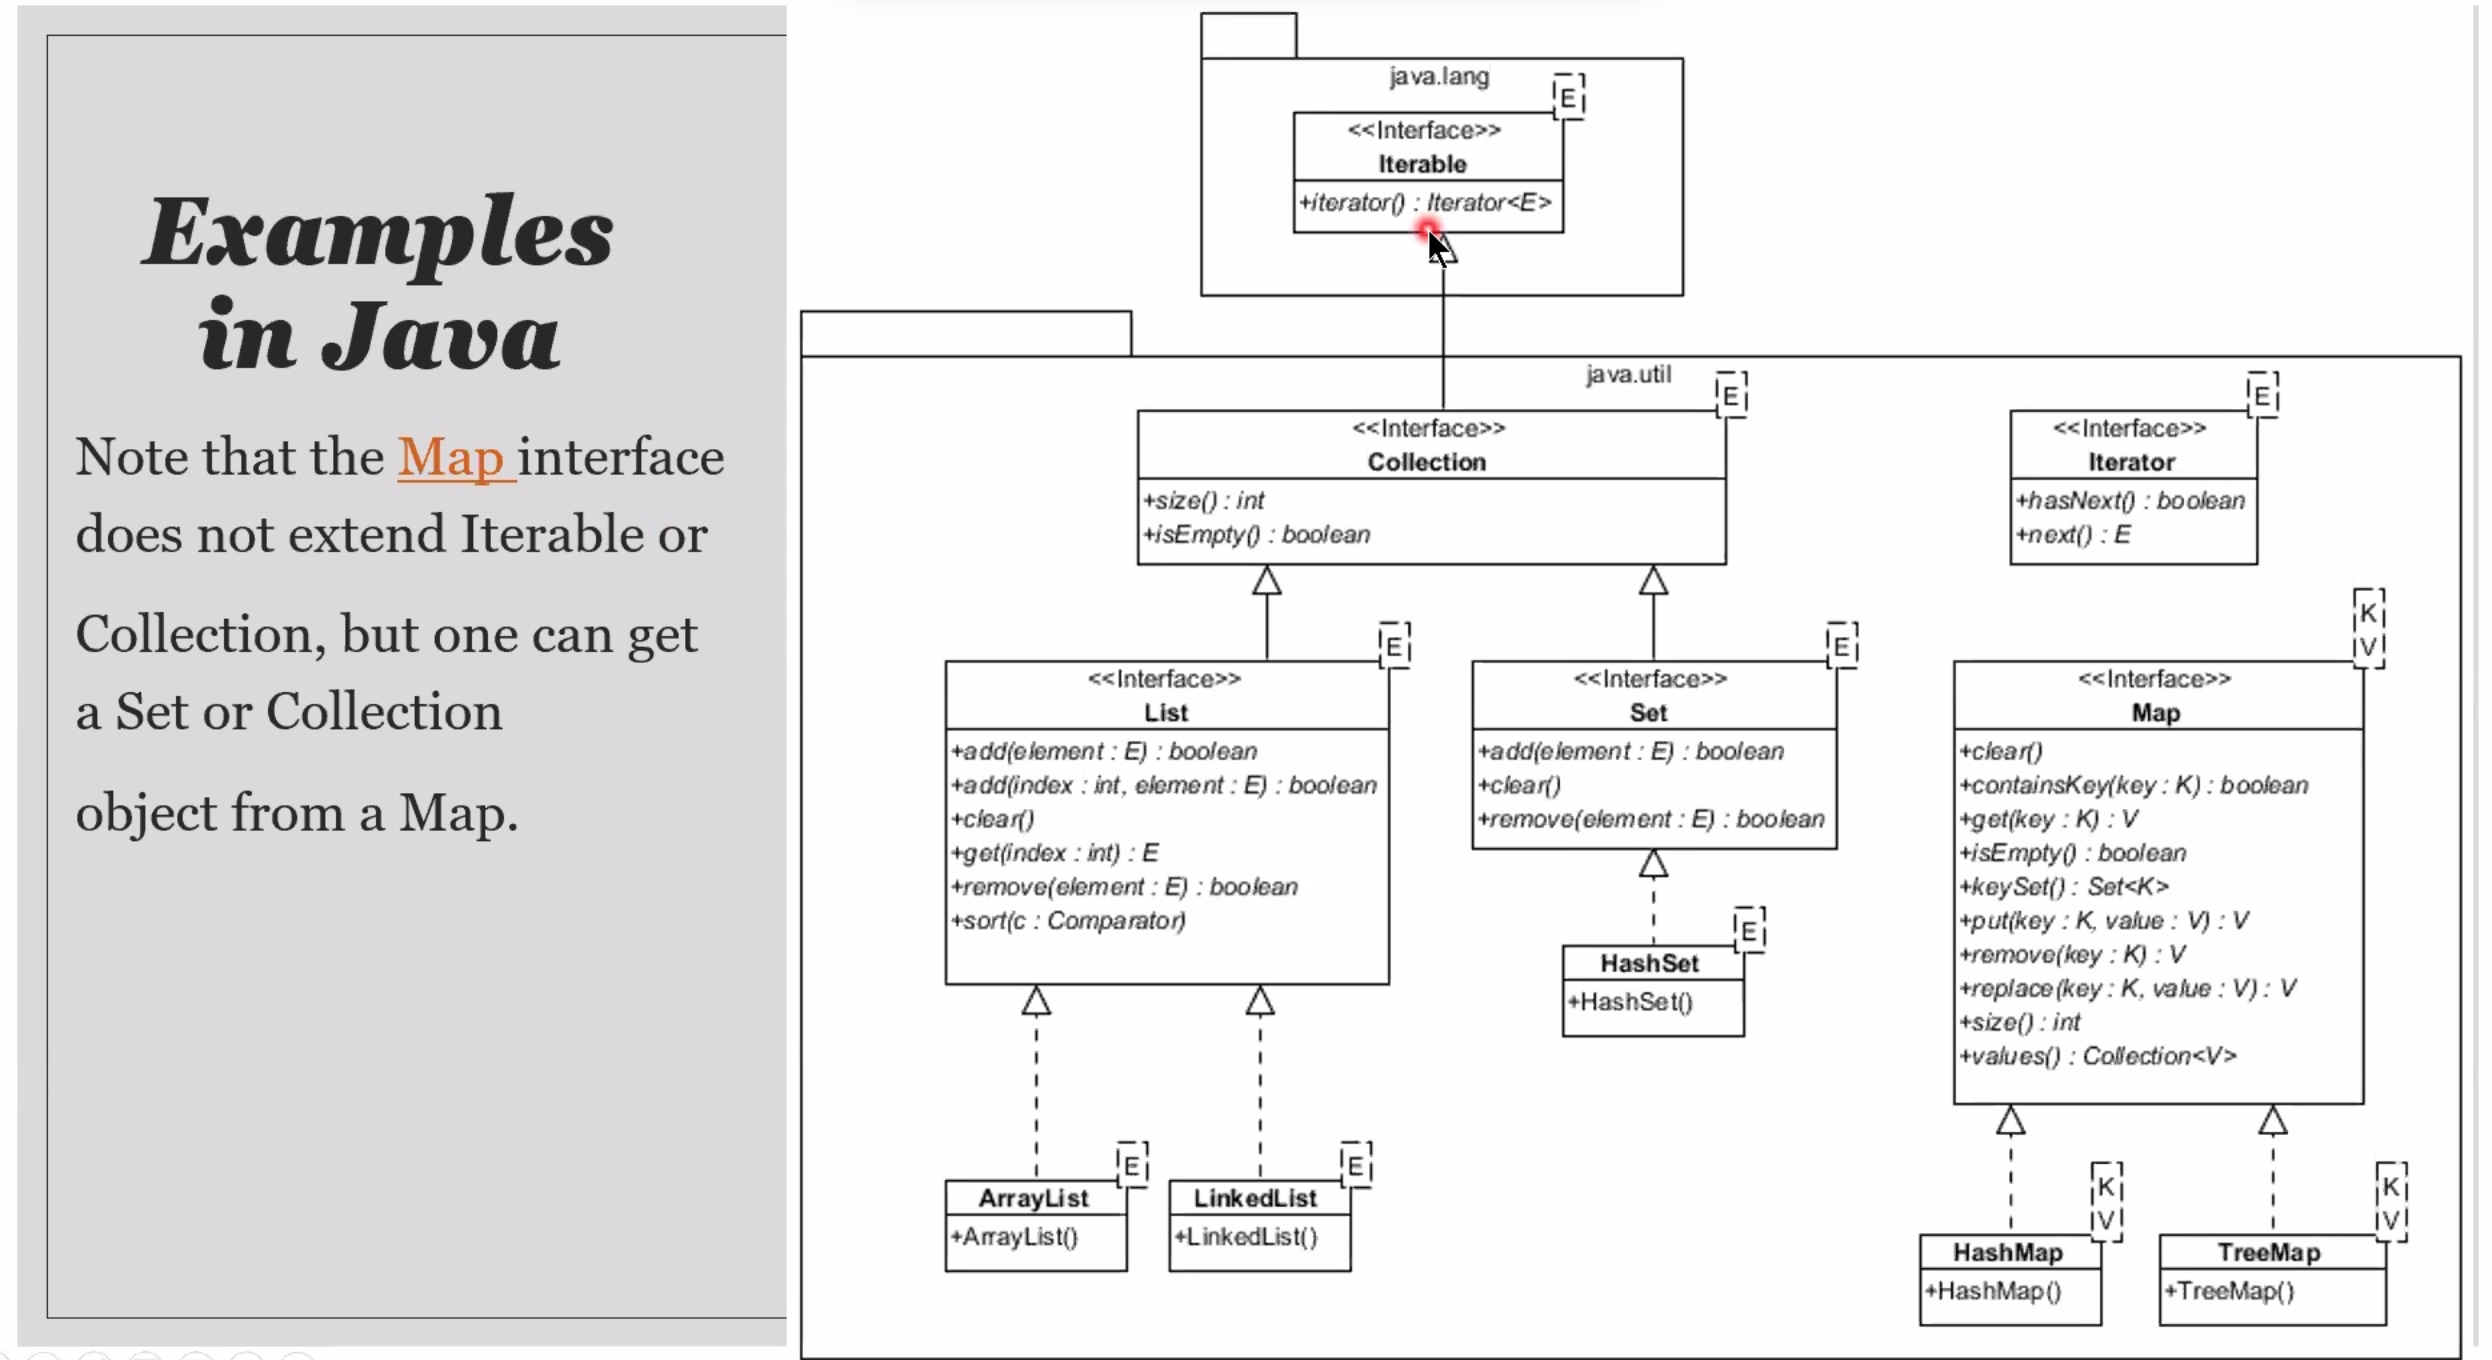 Examples
in Java
Note that the Map interface
does not extend Iterable or
Collection, but one can get
a Set or Collection
object from a Map.
java.lang
E
<<Interface>>
Iterable
+iterator() : Iterator<E>
java.util
E
<<Interface>>
Collection
+size() : int
+isEmpty() : boolean
E
<<Interface>>
Iterator
+hasNext() : boolean
+next() : E
E
<<Interface>>
List
+add(element : E) : boolean
+add(index : int, element : E) : boolean
+clear()
+get(index : int) : E
+remove(element : E) : boolean
+sort(c : Comparator)
E
<<Interface>>
Set
+add(element : E) : boolean
+clear()
+remove(element : E) : boolean
K
V
<<Interface>>
Map
+clear()
+containsKey(key : K) : boolean
+get(key : K) : V
+isEmpty() : boolean
+keySet() : Set<K>
+put(key : K, value : V) : V
+remove(key : K) : V
+replace(key : K, value : V) : V
+size() : int
+values() : Collection<V>
E
HashSet
+HashSet()
E
ArrayList
+ArrayList()
E
LinkedList
+LinkedList()
K
V
HashMap
+HashMap()
K
V
TreeMap
+TreeMap()